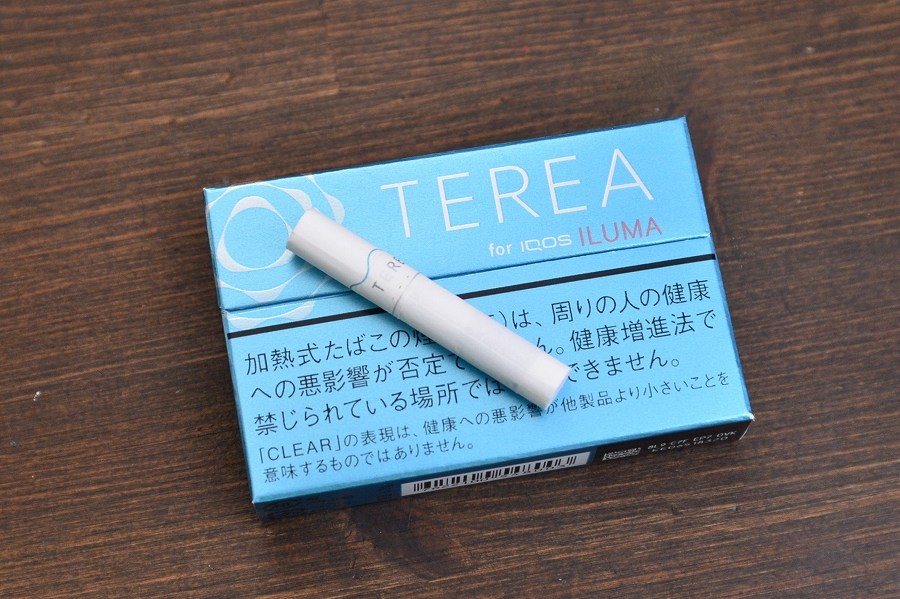 TEREA
for IQOS ILUMA
TERE
加熱式たばこの煙 は、周りの人の健康
への悪影響が否定で ん。健康増進法で
禁じられている場所では できません。
「CLEAR」の表現は、健康への悪影響が他製品より小さいことを
意味するものではありません。